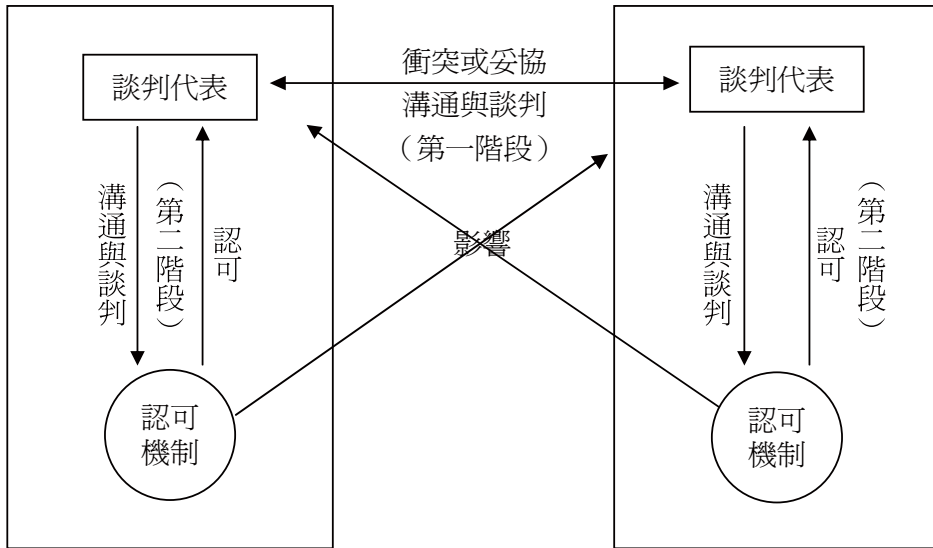 談判代表
衝突或妥協
溝通與談判
（第一階段）
談判代表
溝通與談判
（第二階段）
認可
影響
溝通與談判
認可
（第二階段）
認可
機制
認可
機制